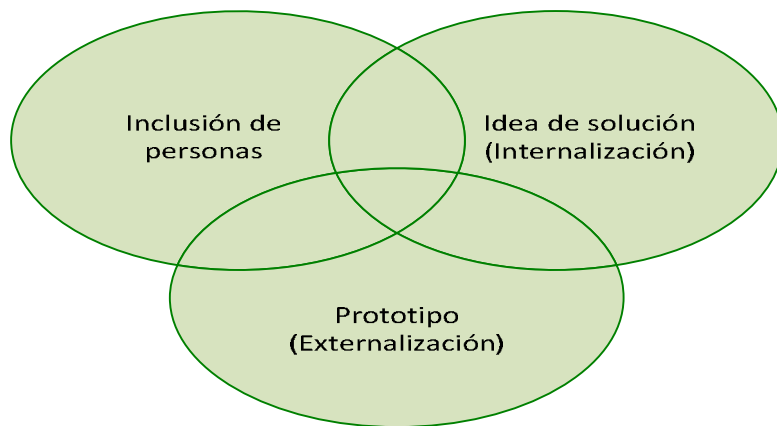 Inclusión de
personas
Idea de solución
(Internalización)
Prototipo
(Externalización)